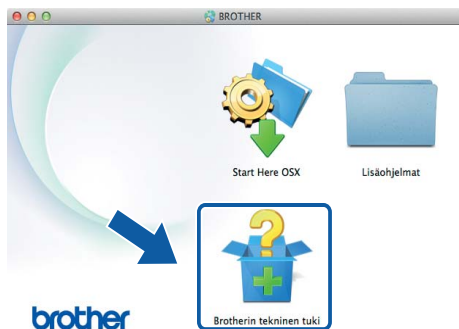 BROTHER
Start Here OSX
Lisäohjelmat
Brotherin tekninen tuki
brother